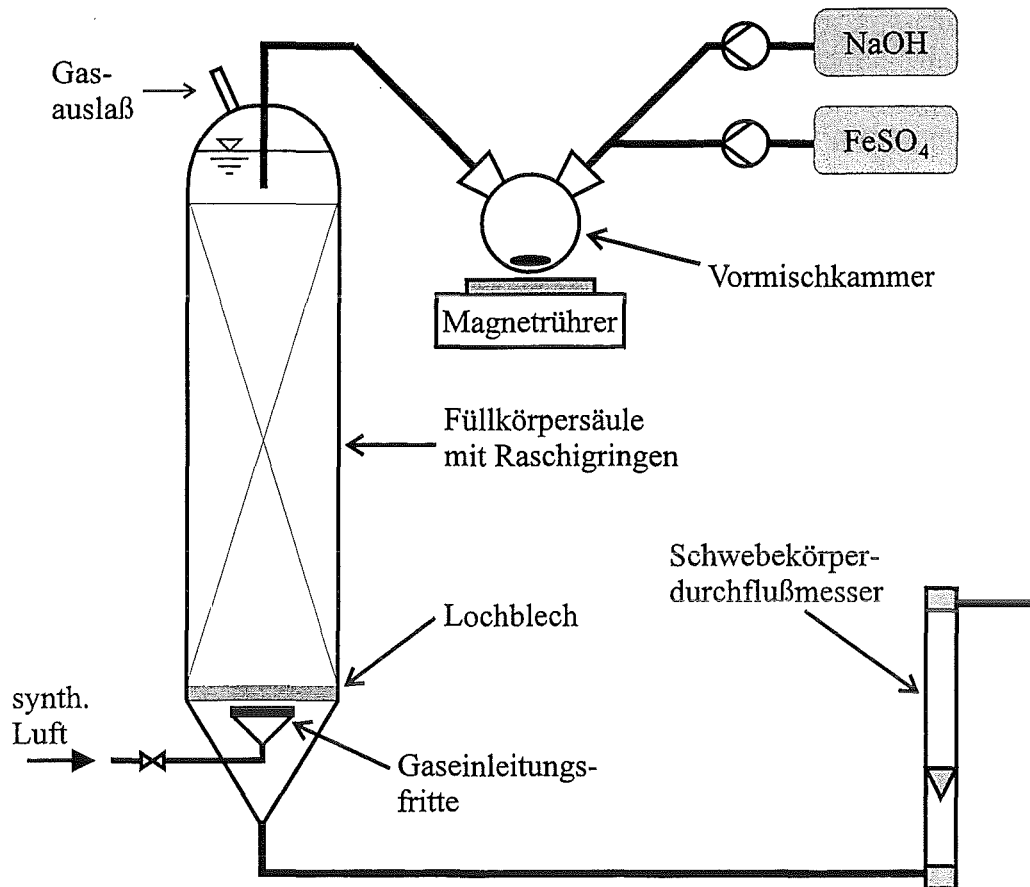 Gas-
auslaß
NaOH
FeSO₄
Vormischkammer
Magnetrührer
Füllkörpersäule
mit Raschigringen
Schwebekörper-
durchflußmesser
Lochblech
synth.
Luft
Gaseinleitungs-
fritte